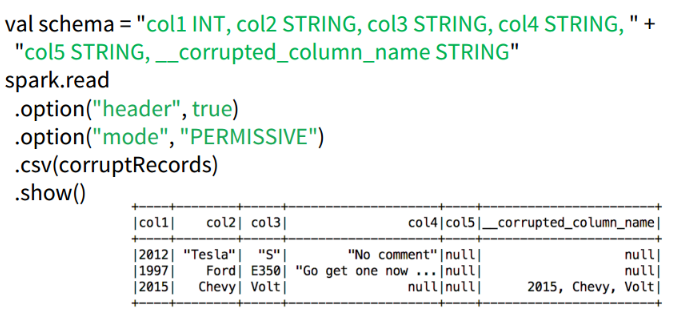 val schema = "col1 INT, col2 STRING, col3 STRING, col4 STRING, " +
"col5 STRING, __corrupted_column_name STRING"
spark.read
.option("header", true)
.option("mode", "PERMISSIVE")
.csv(corruptRecords)
.show()
+----+-------+----+--------------------+----+-----------------------+
|col1| col2| col3| col4|col5|__corrupted_column_name|
+----+-------+----+--------------------+----+-----------------------+
|2012| "Tesla"| "S"| "No comment"|null| null|
|1997| Ford| E350| "Go get one now ...|null| null|
|2015| Chevy| Volt| null|null| 2015, Chevy, Volt|
+----+-------+----+--------------------+----+-----------------------+